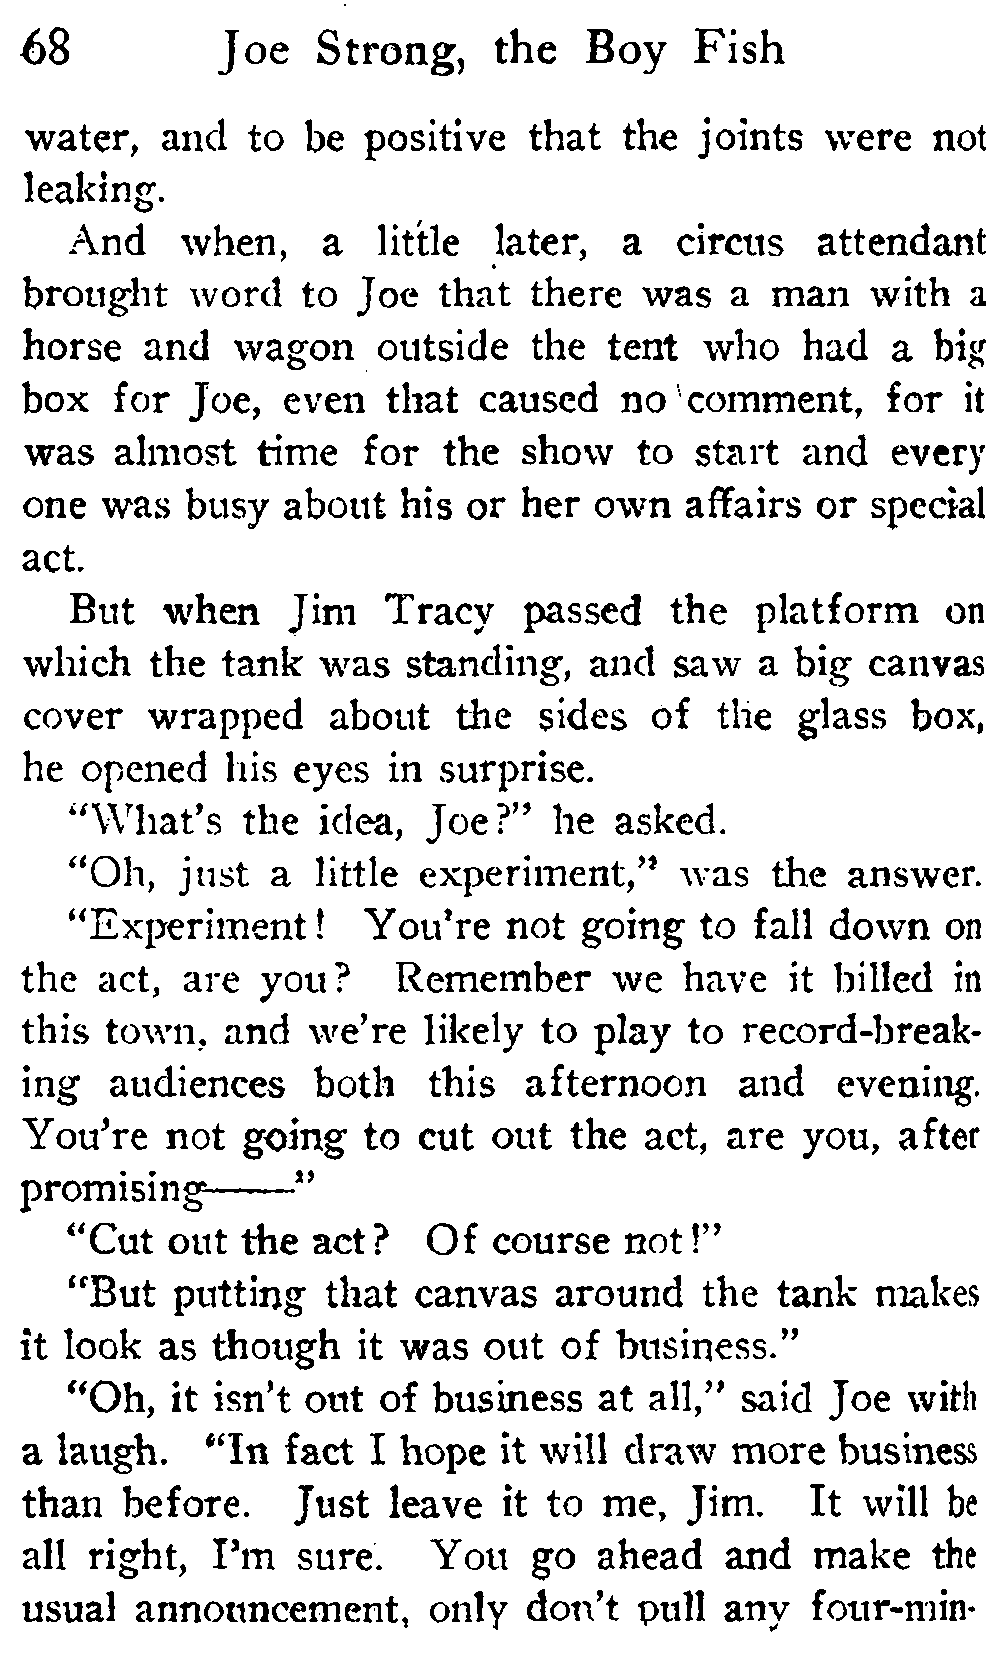 68 Joe Strong, the Boy Fish
water, and to be positive that the joints were not
leaking.
And when, a little later, a circus attendant
brought word to Joe that there was a man with a
horse and wagon outside the tent who had a big
box for Joe, even that caused no comment, for it
was almost time for the show to start and every
one was busy about his or her own affairs or special
act.
But when Jim Tracy passed the platform on
which the tank was standing, and saw a big canvas
cover wrapped about the sides of the glass box,
he opened his eyes in surprise.
"What's the idea, Joe?" he asked.
"Oh, just a little experiment," was the answer.
"Experiment! You're not going to fall down on
the act, are you? Remember we have it billed in
this town, and we're likely to play to record-break-
ing audiences both this afternoon and evening.
You're not going to cut out the act, are you, after
promising——"
"Cut out the act? Of course not!"
"But putting that canvas around the tank makes
it look as though it was out of business."
"Oh, it isn't out of business at all," said Joe with
a laugh. "In fact I hope it will draw more business
than before. Just leave it to me, Jim. It will be
all right, I'm sure. You go ahead and make the
usual announcement, only don't pull any four-min-